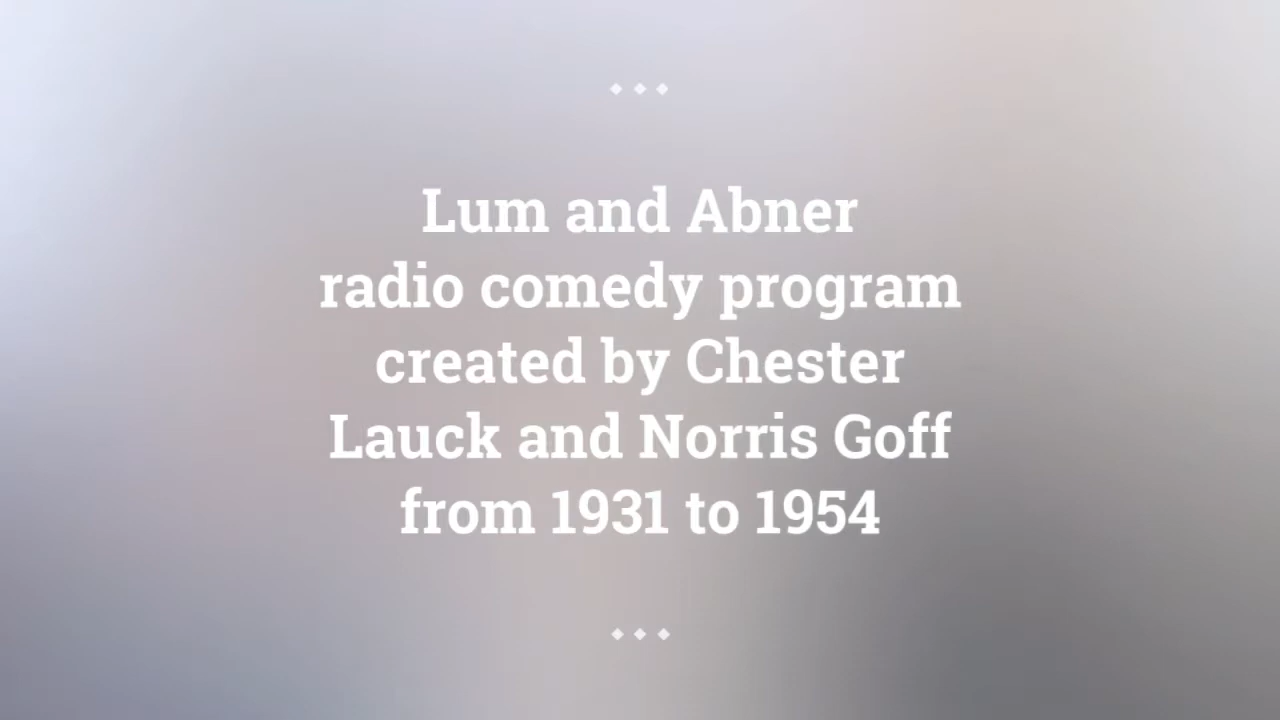 Lum and Abner
radio comedy program
created by Chester
Lauck and Norris Goff
from 1931 to 1954